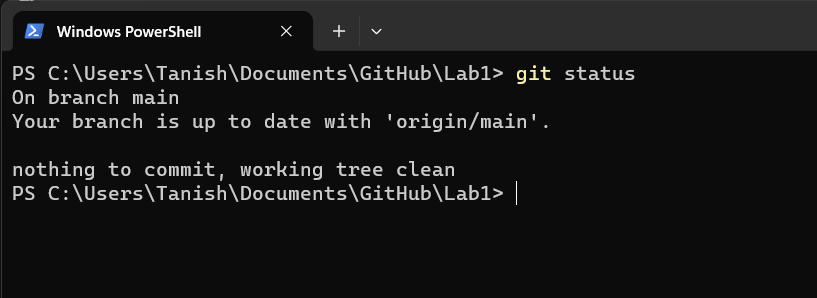 Windows PowerShell
PS C:\Users\Tanish\Documents\GitHub\Lab1> git status
On branch main
Your branch is up to date with 'origin/main'.
nothing to commit, working tree clean
PS C:\Users\Tanish\Documents\GitHub\Lab1>